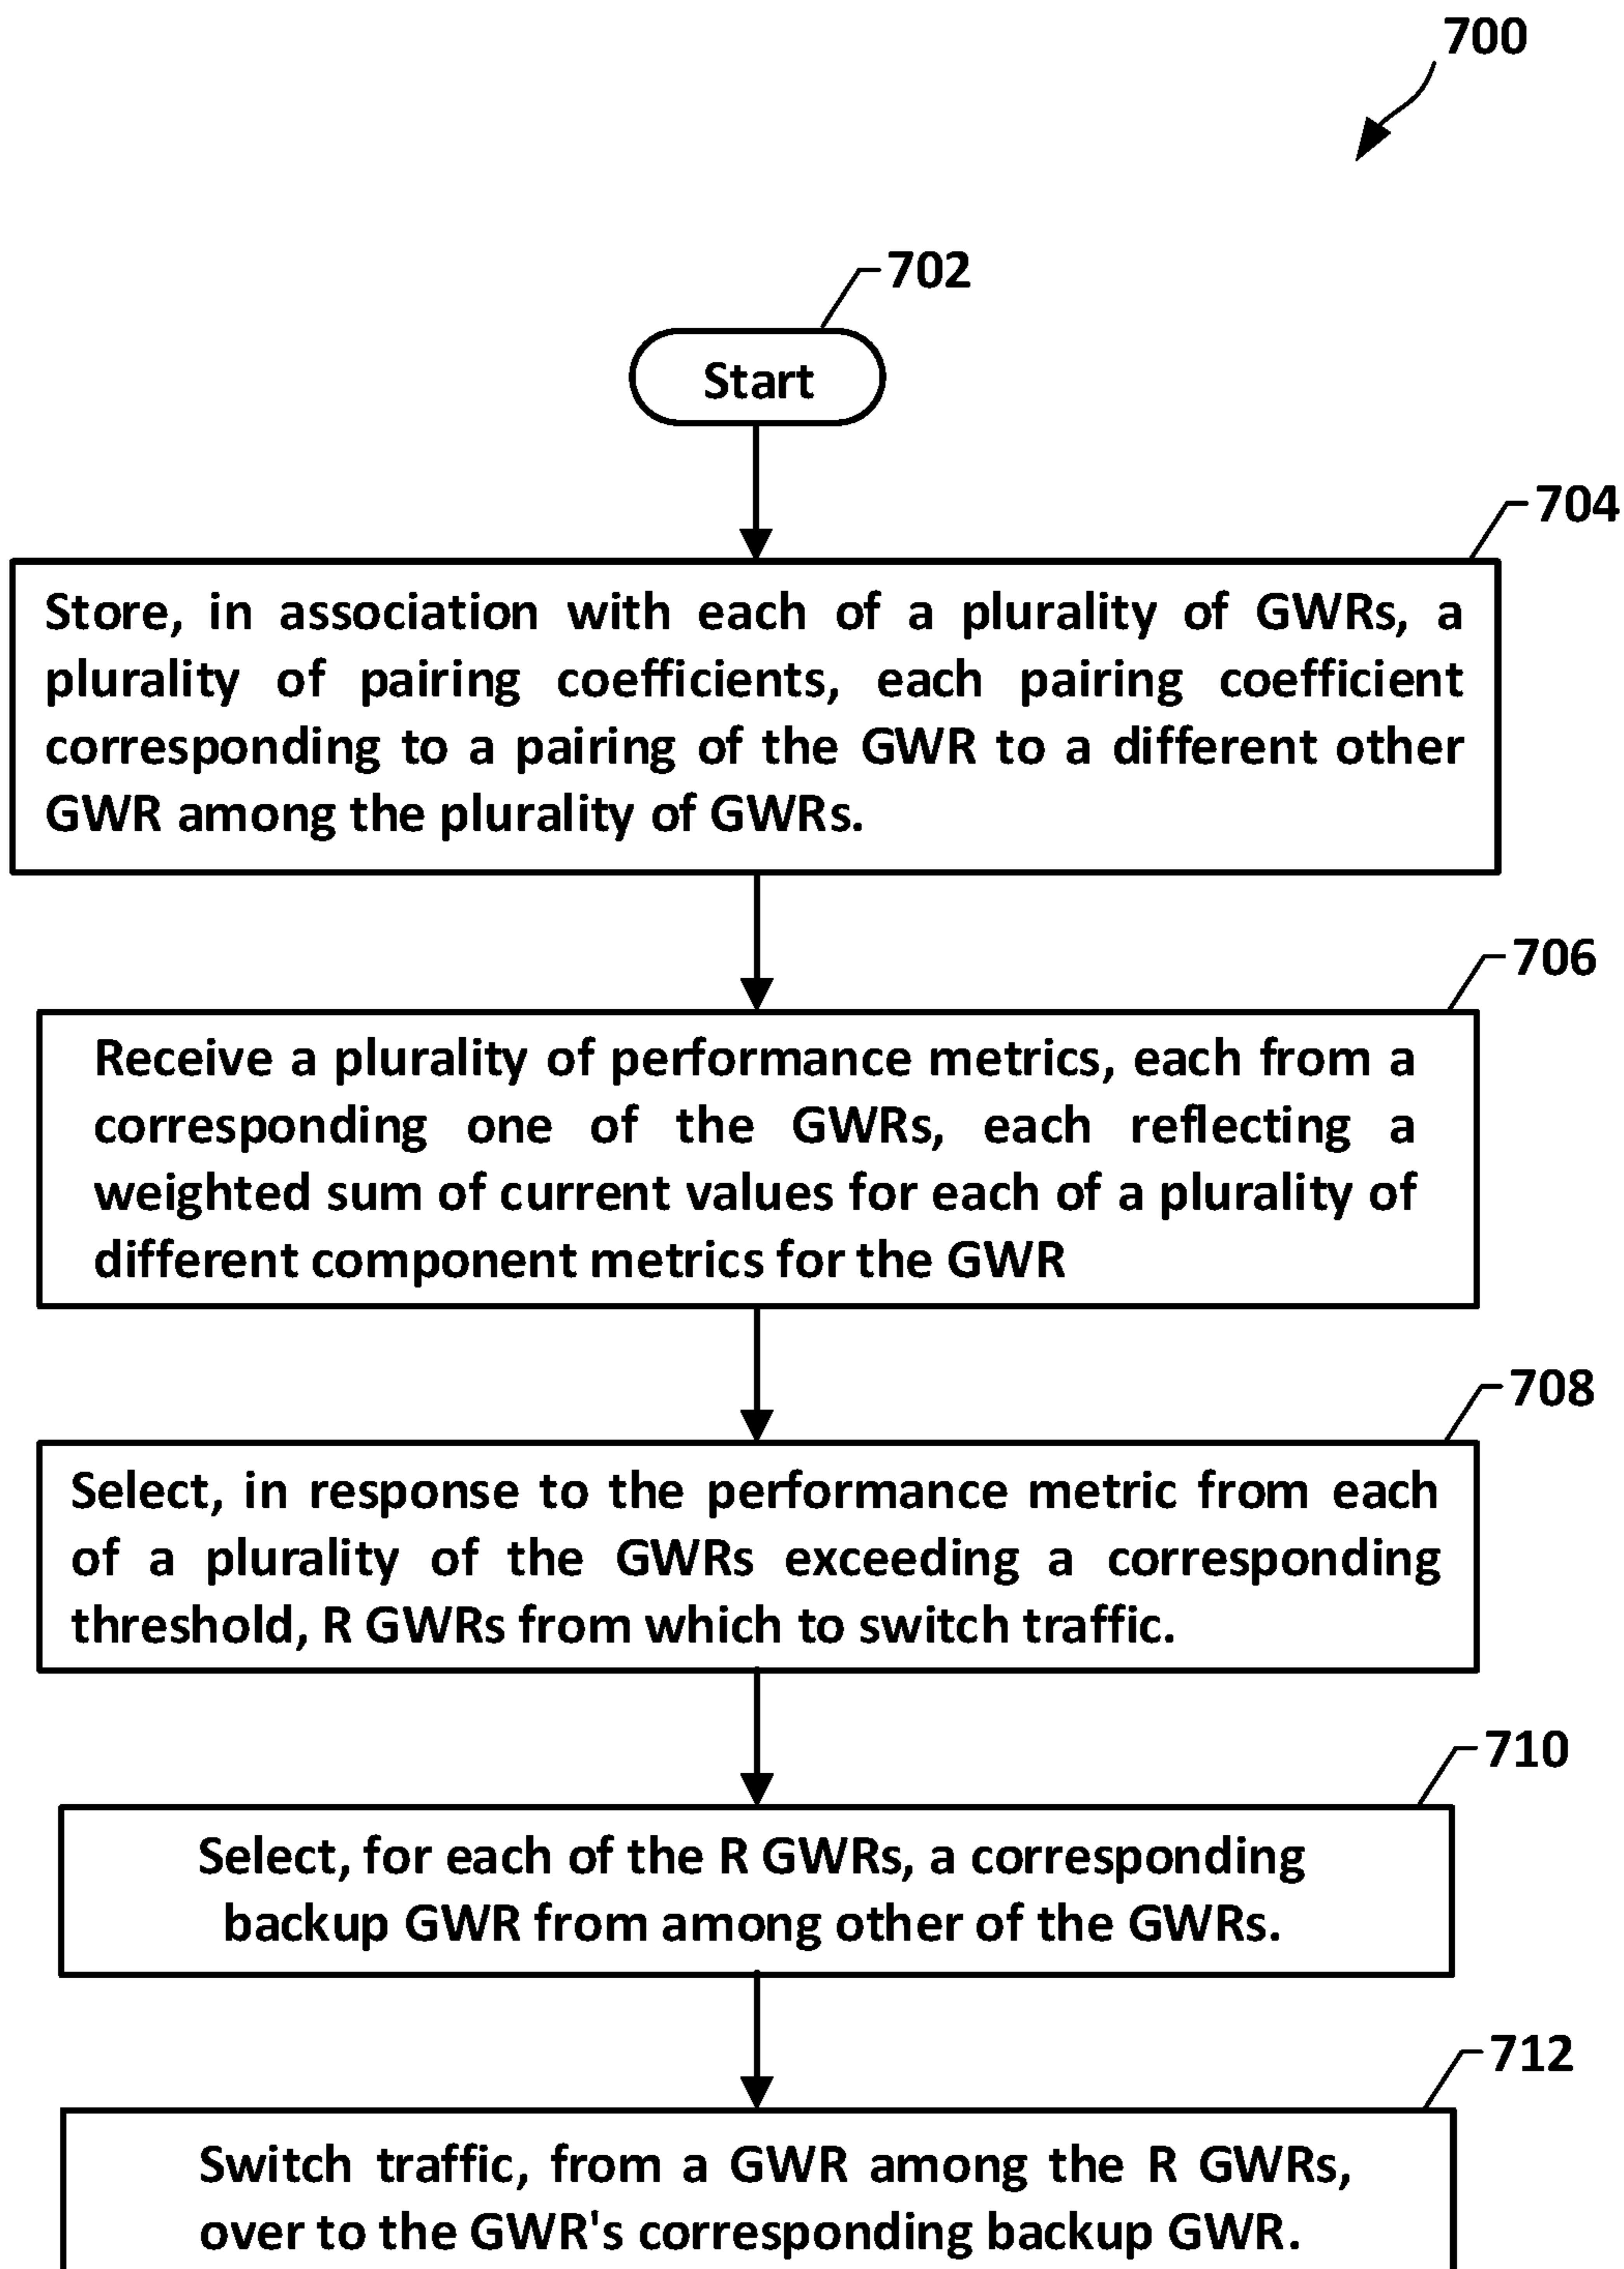 700
702
Start
704
Store, in association with each of a plurality of GWRs, a
plurality of pairing coefficients, each pairing coefficient
corresponding to a pairing of the GWR to a different other
GWR among the plurality of GWRs.
706
Receive a plurality of performance metrics, each from a
corresponding one of the GWRs, each reflecting a
weighted sum of current values for each of a plurality of
different component metrics for the GWR
708
Select, in response to the performance metric from each
of a plurality of the GWRs exceeding a corresponding
threshold, R GWRs from which to switch traffic.
710
Select, for each of the R GWRs, a corresponding
backup GWR from among other of the GWRs.
712
Switch traffic, from a GWR among the R GWRs,
over to the GWR's corresponding backup GWR.